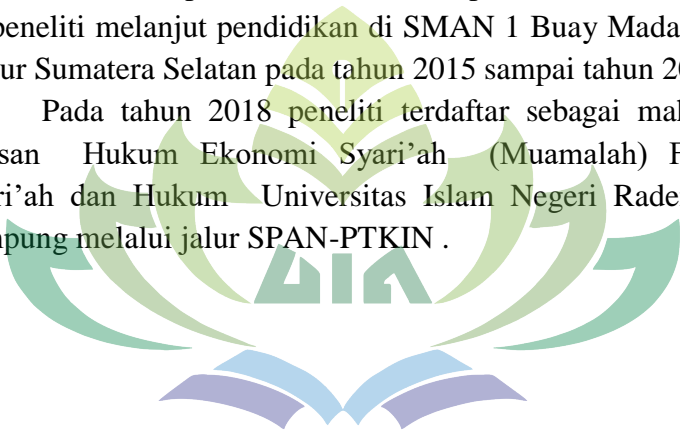 peneliti melanjut pendidikan di SMAN 1 Buay Mada
ur Sumatera Selatan pada tahun 2015 sampai tahun 20
Pada tahun 2018 peneliti terdaftar sebagai mal
san Hukum Ekonomi Syari’ah (Muamalah) F
ri’ah dan Hukum Universitas Islam Negeri Rade
mpung melalui jalur SPAN-PTKIN .
UIN